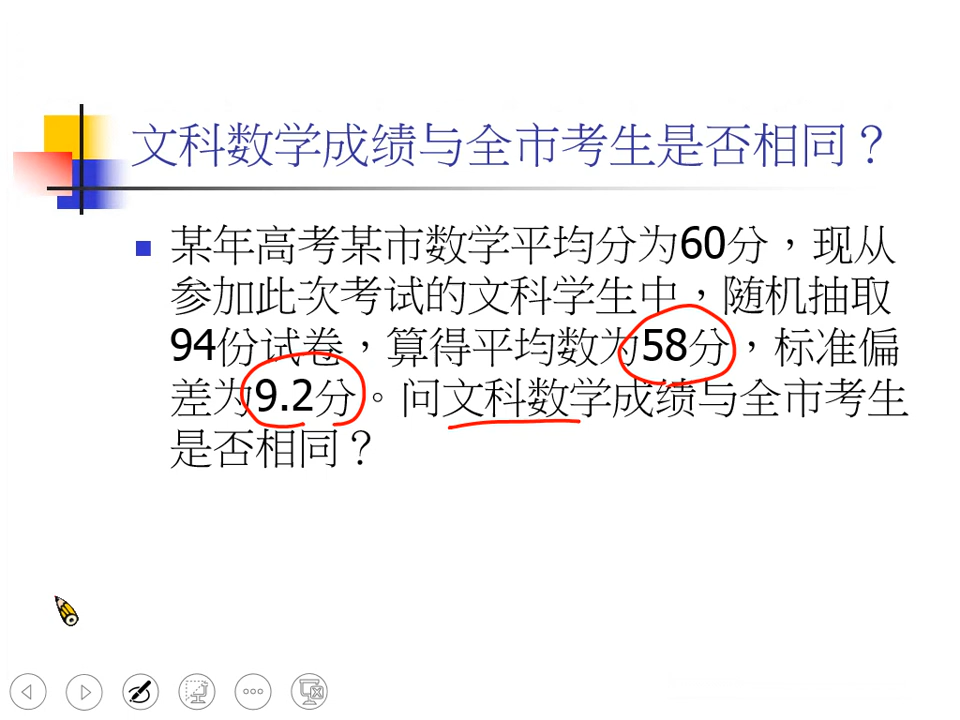 文科数学成绩与全市考生是否相同？
某年高考某市数学平均分为60分，现从
参加此次考试的文科学生中，随机抽取
94份试卷，算得平均数为58分，标准偏
差为9.2分。问文科数学成绩与全市考生
是否相同？